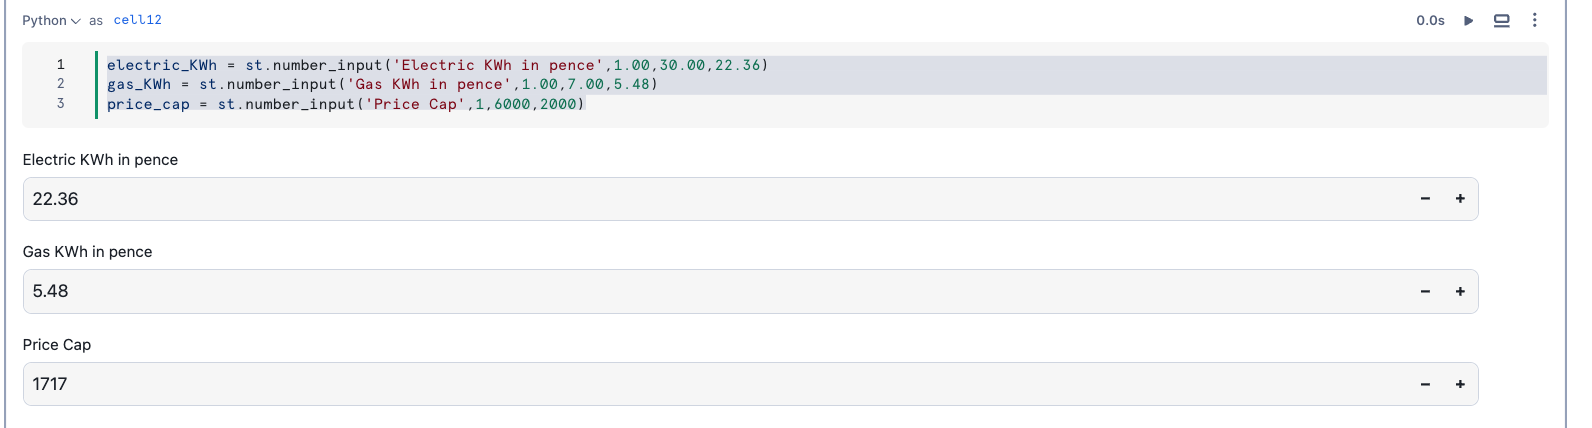 Python as cell12 0.0s
1 electric_KWh = st.number_input('Electric KWh in pence',1.00,30.00,22.36)
2 gas_KWh = st.number_input('Gas KWh in pence',1.00,7.00,5.48)
3 price_cap = st.number_input('Price Cap',1,6000,2000)
Electric KWh in pence
22.36 − +
Gas KWh in pence
5.48 − +
Price Cap
1717 − +